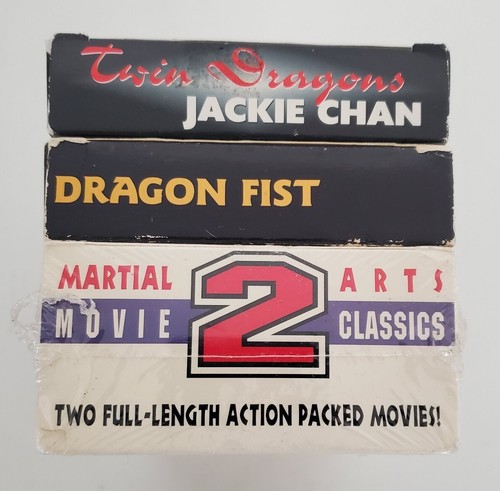 Twin Dragons
JACKIE CHAN
DRAGON FIST
MARTIAL 2 ARTS
MOVIE CLASSICS
TWO FULL-LENGTH ACTION PACKED MOVIES!